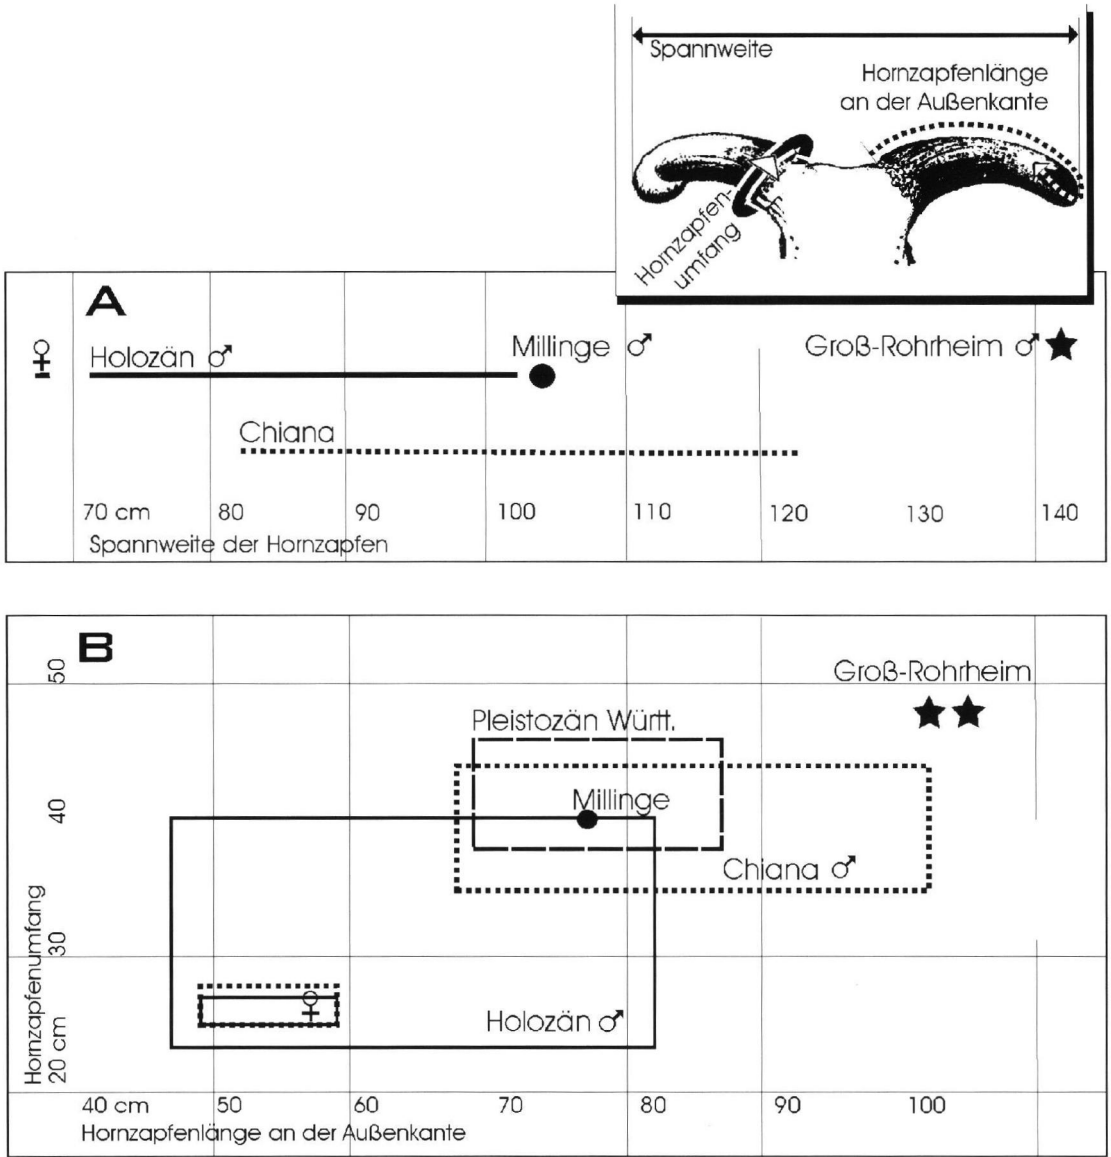 Spannweite
Hornzapfenlänge
an der Außenkante
Hornzapfen-
umfang
A
♀
Holozän ♂
Millinge ♂
Groß-Rohrheim ♂
Chiana
70 cm 80 90 100 110 120 130 140
Spannweite der Hornzapfen
B
Groß-Rohrheim
Pleistozän Württ.
Millinge
Chiana ♂
♀
Holozän ♂
Hornzapfenumfang
20 cm 30 40 50
40 cm 50 60 70 80 90 100
Hornzapfenlänge an der Außenkante